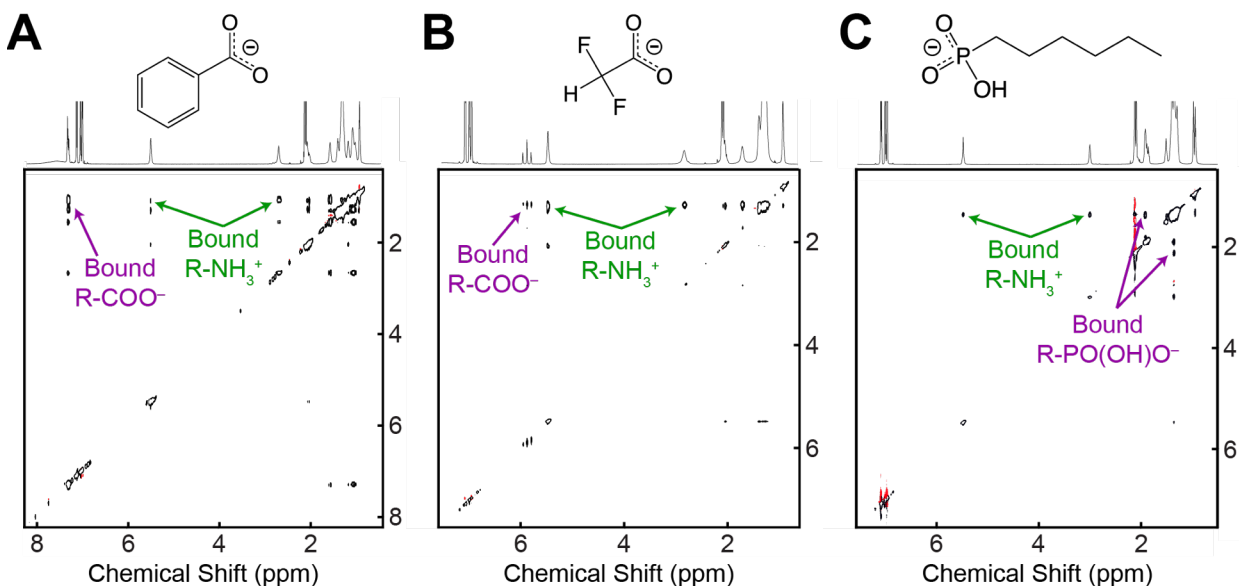 A
B
C
O
O
−
F
H
F
O
O
−
O
−
O
P
OH
Bound
R-COO⁻
Bound
R-NH₃⁺
2
4
6
8
8
6
4
2
Chemical Shift (ppm)
Bound
R-COO⁻
Bound
R-NH₃⁺
2
4
6
6
4
2
Chemical Shift (ppm)
Bound
R-NH₃⁺
Bound
R-PO(OH)O⁻
2
4
6
6
4
2
Chemical Shift (ppm)